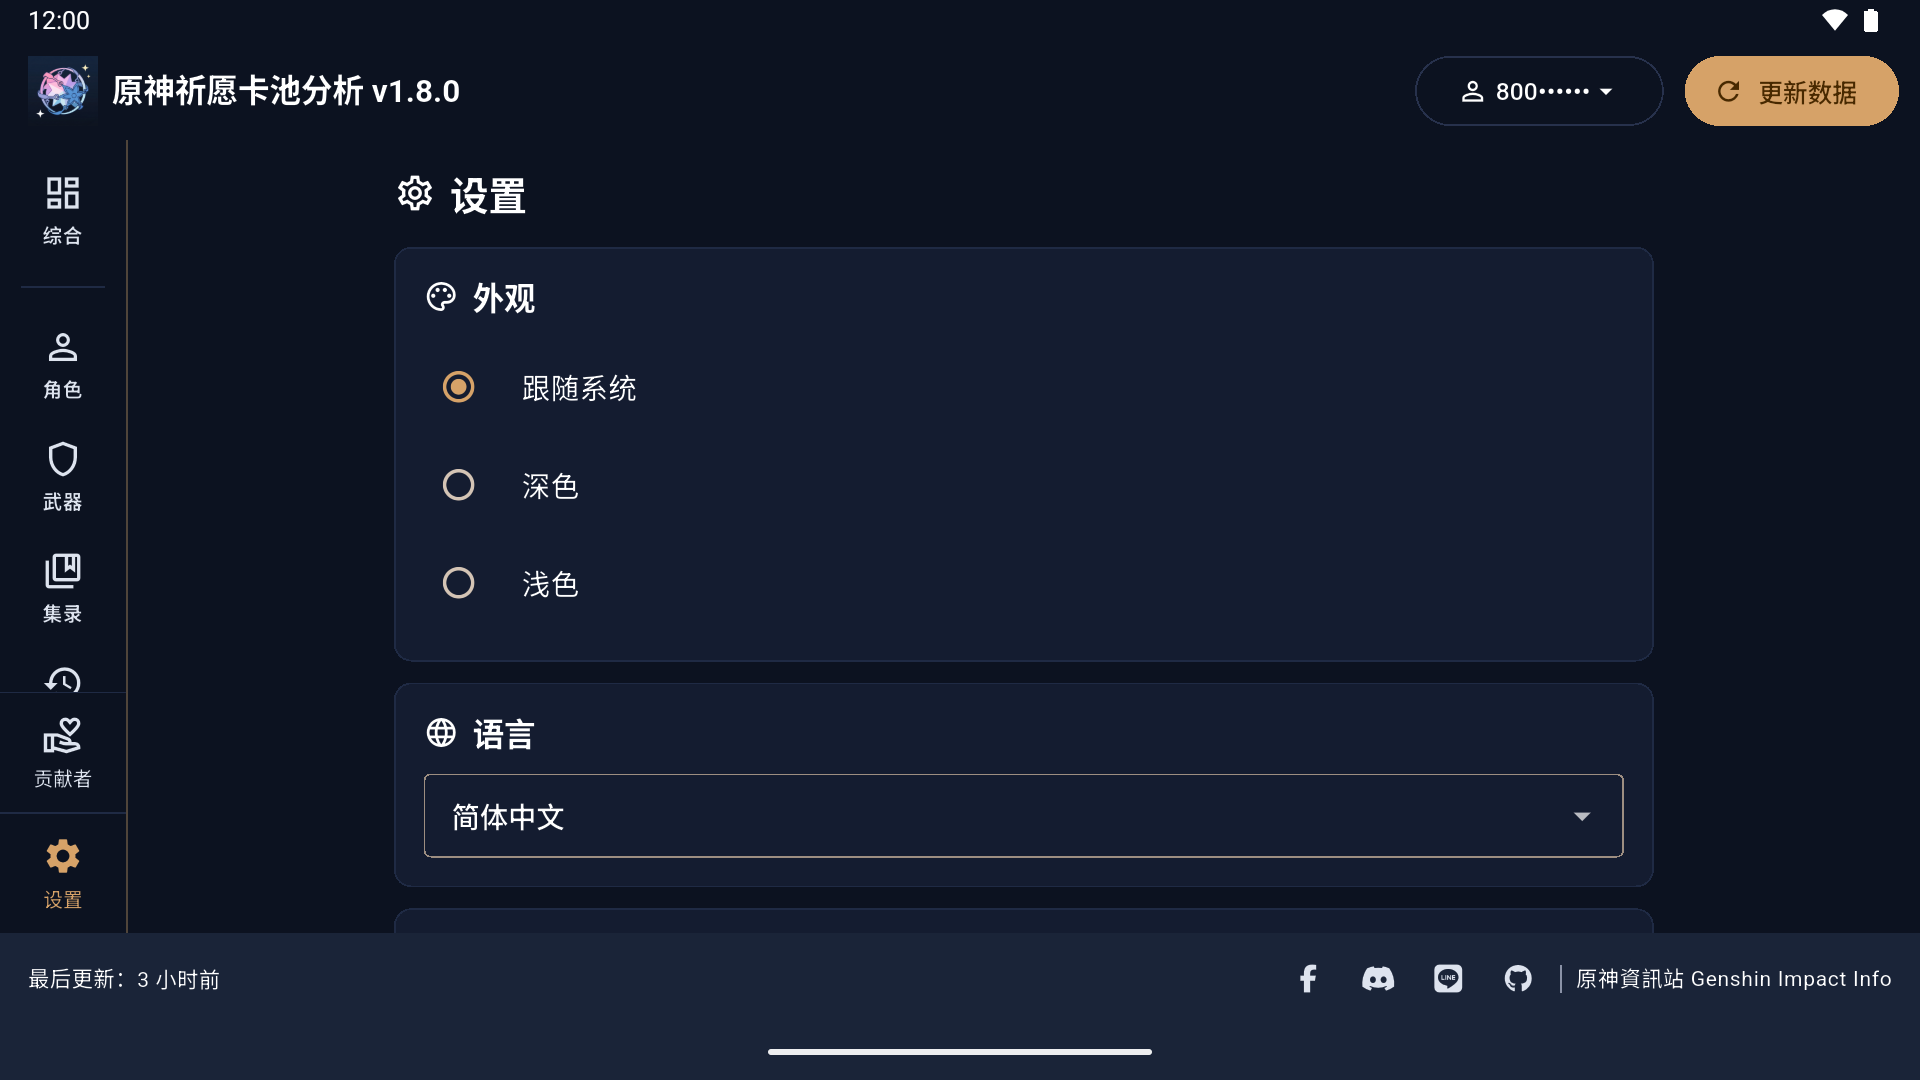 12:00
原神祈愿卡池分析 v1.8.0
800••••••
更新数据
综合
角色
武器
集录
贡献者
设置
设置
外观
跟随系统
深色
浅色
语言
简体中文
最后更新：3 小时前
LINE
原神資訊站 Genshin Impact Info